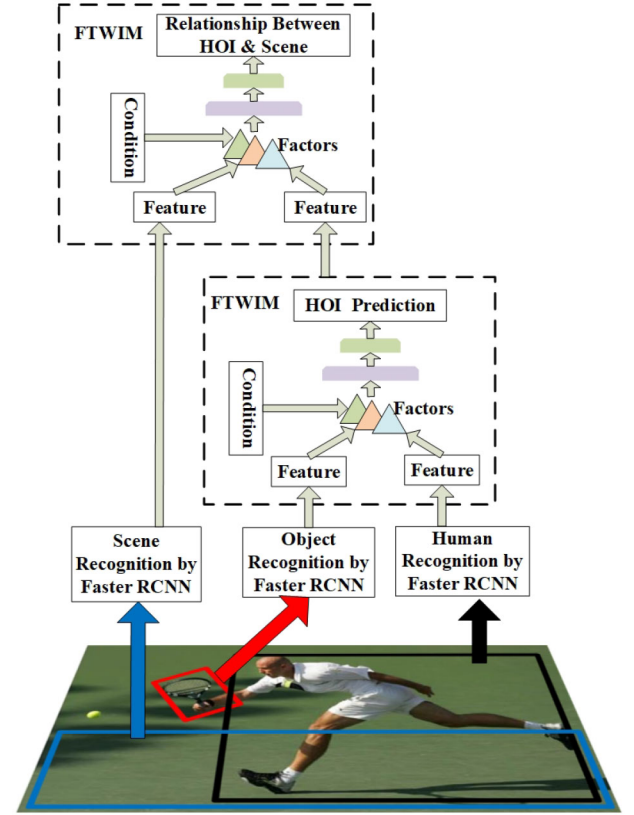 FTWIM
Relationship Between
HOI & Scene
Condition
Factors
Feature
Feature
FTWIM
HOI Prediction
Condition
Factors
Feature
Feature
Scene
Recognition by
Faster RCNN
Object
Recognition by
Faster RCNN
Human
Recognition by
Faster RCNN